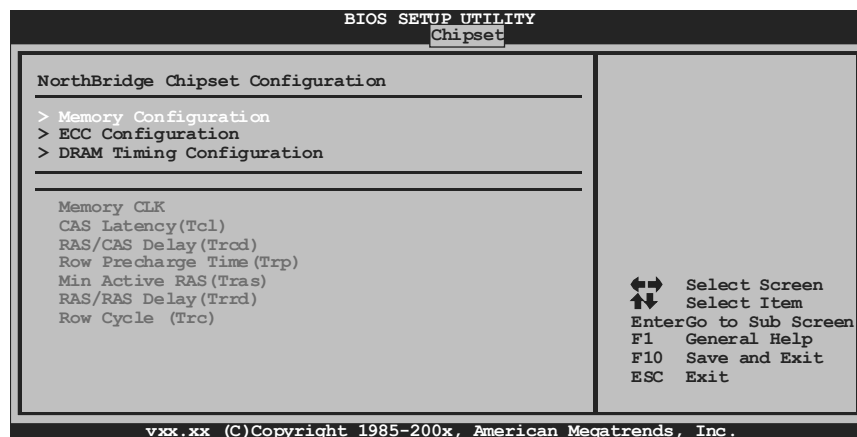 BIOS SETUP UTILITY
Chipset
NorthBridge Chipset Configuration
> Memory Configuration
> ECC Configuration
> DRAM Timing Configuration
Memory CLK
CAS Latency(Tcl)
RAS/CAS Delay(Trcd)
Row Precharge Time(Trp)
Min Active RAS(Tras)
RAS/RAS Delay(Trrd)
Row Cycle (Trc)
Select Screen
Select Item
EnterGo to Sub Screen
F1 General Help
F10 Save and Exit
ESC Exit
vxx.xx (C)Copyright 1985-200x, American Megatrends, Inc.